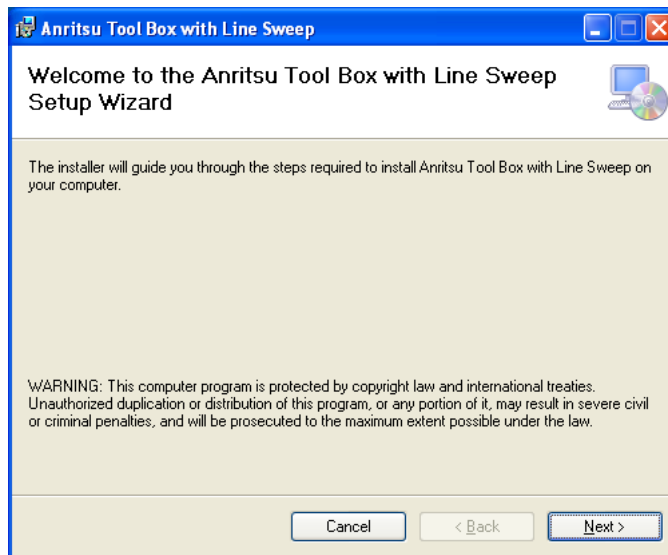 Anritsu Tool Box with Line Sweep
Welcome to the Anritsu Tool Box with Line Sweep
Setup Wizard
The installer will guide you through the steps required to install Anritsu Tool Box with Line Sweep on
your computer.
WARNING: This computer program is protected by copyright law and international treaties.
Unauthorized duplication or distribution of this program, or any portion of it, may result in severe civil
or criminal penalties, and will be prosecuted to the maximum extent possible under the law.
Cancel < Back Next >